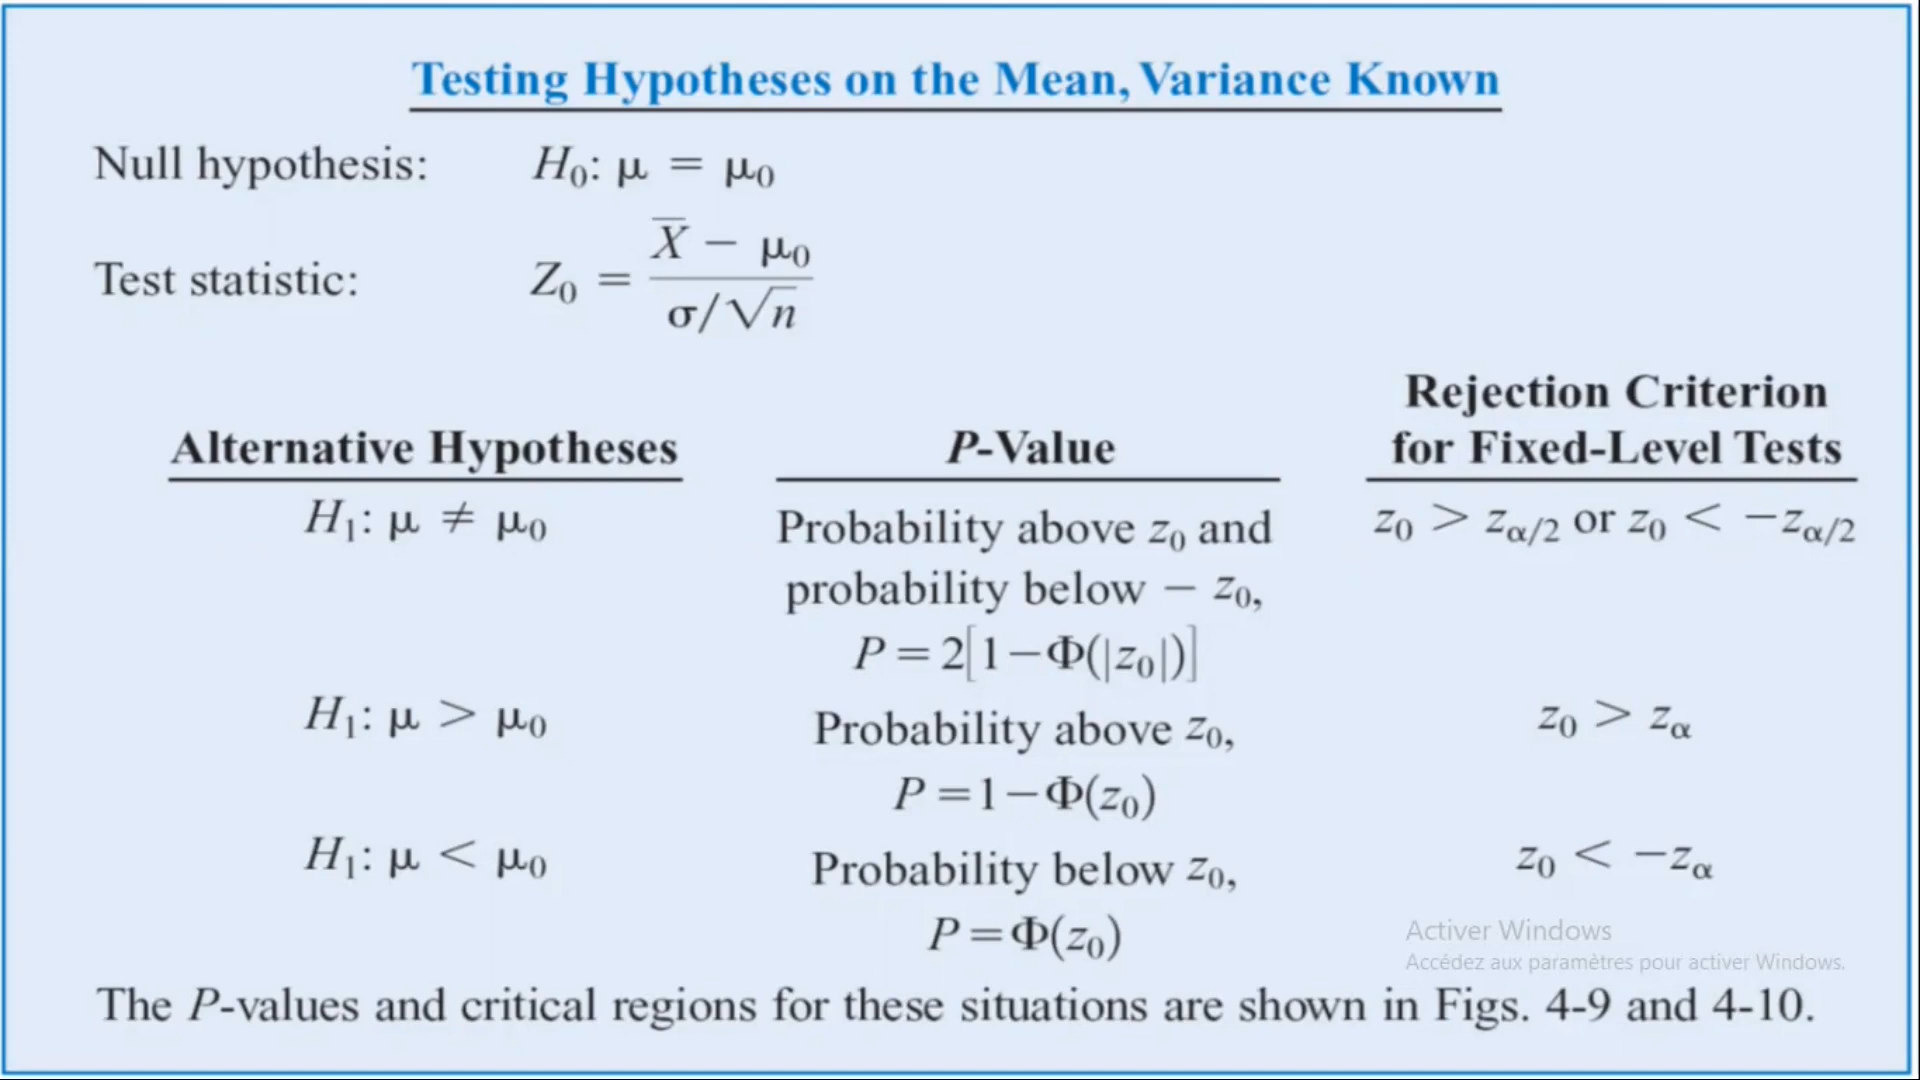 Testing Hypotheses on the Mean, Variance Known
Null hypothesis: H₀: μ = μ₀
Test statistic: Z₀ = (X̄ − μ₀) / (σ/√n)
Rejection Criterion
Alternative Hypotheses P-Value for Fixed-Level Tests
H₁: μ ≠ μ₀ Probability above z₀ and z₀ > z_{α/2} or z₀ < −z_{α/2}
probability below − z₀,
P = 2[1 − Φ(|z₀|)]
H₁: μ > μ₀ Probability above z₀, z₀ > z_α
P = 1 − Φ(z₀)
H₁: μ < μ₀ Probability below z₀, z₀ < −z_α
P = Φ(z₀)
Activer Windows
Accédez aux paramètres pour activer Windows.
The P-values and critical regions for these situations are shown in Figs. 4-9 and 4-10.